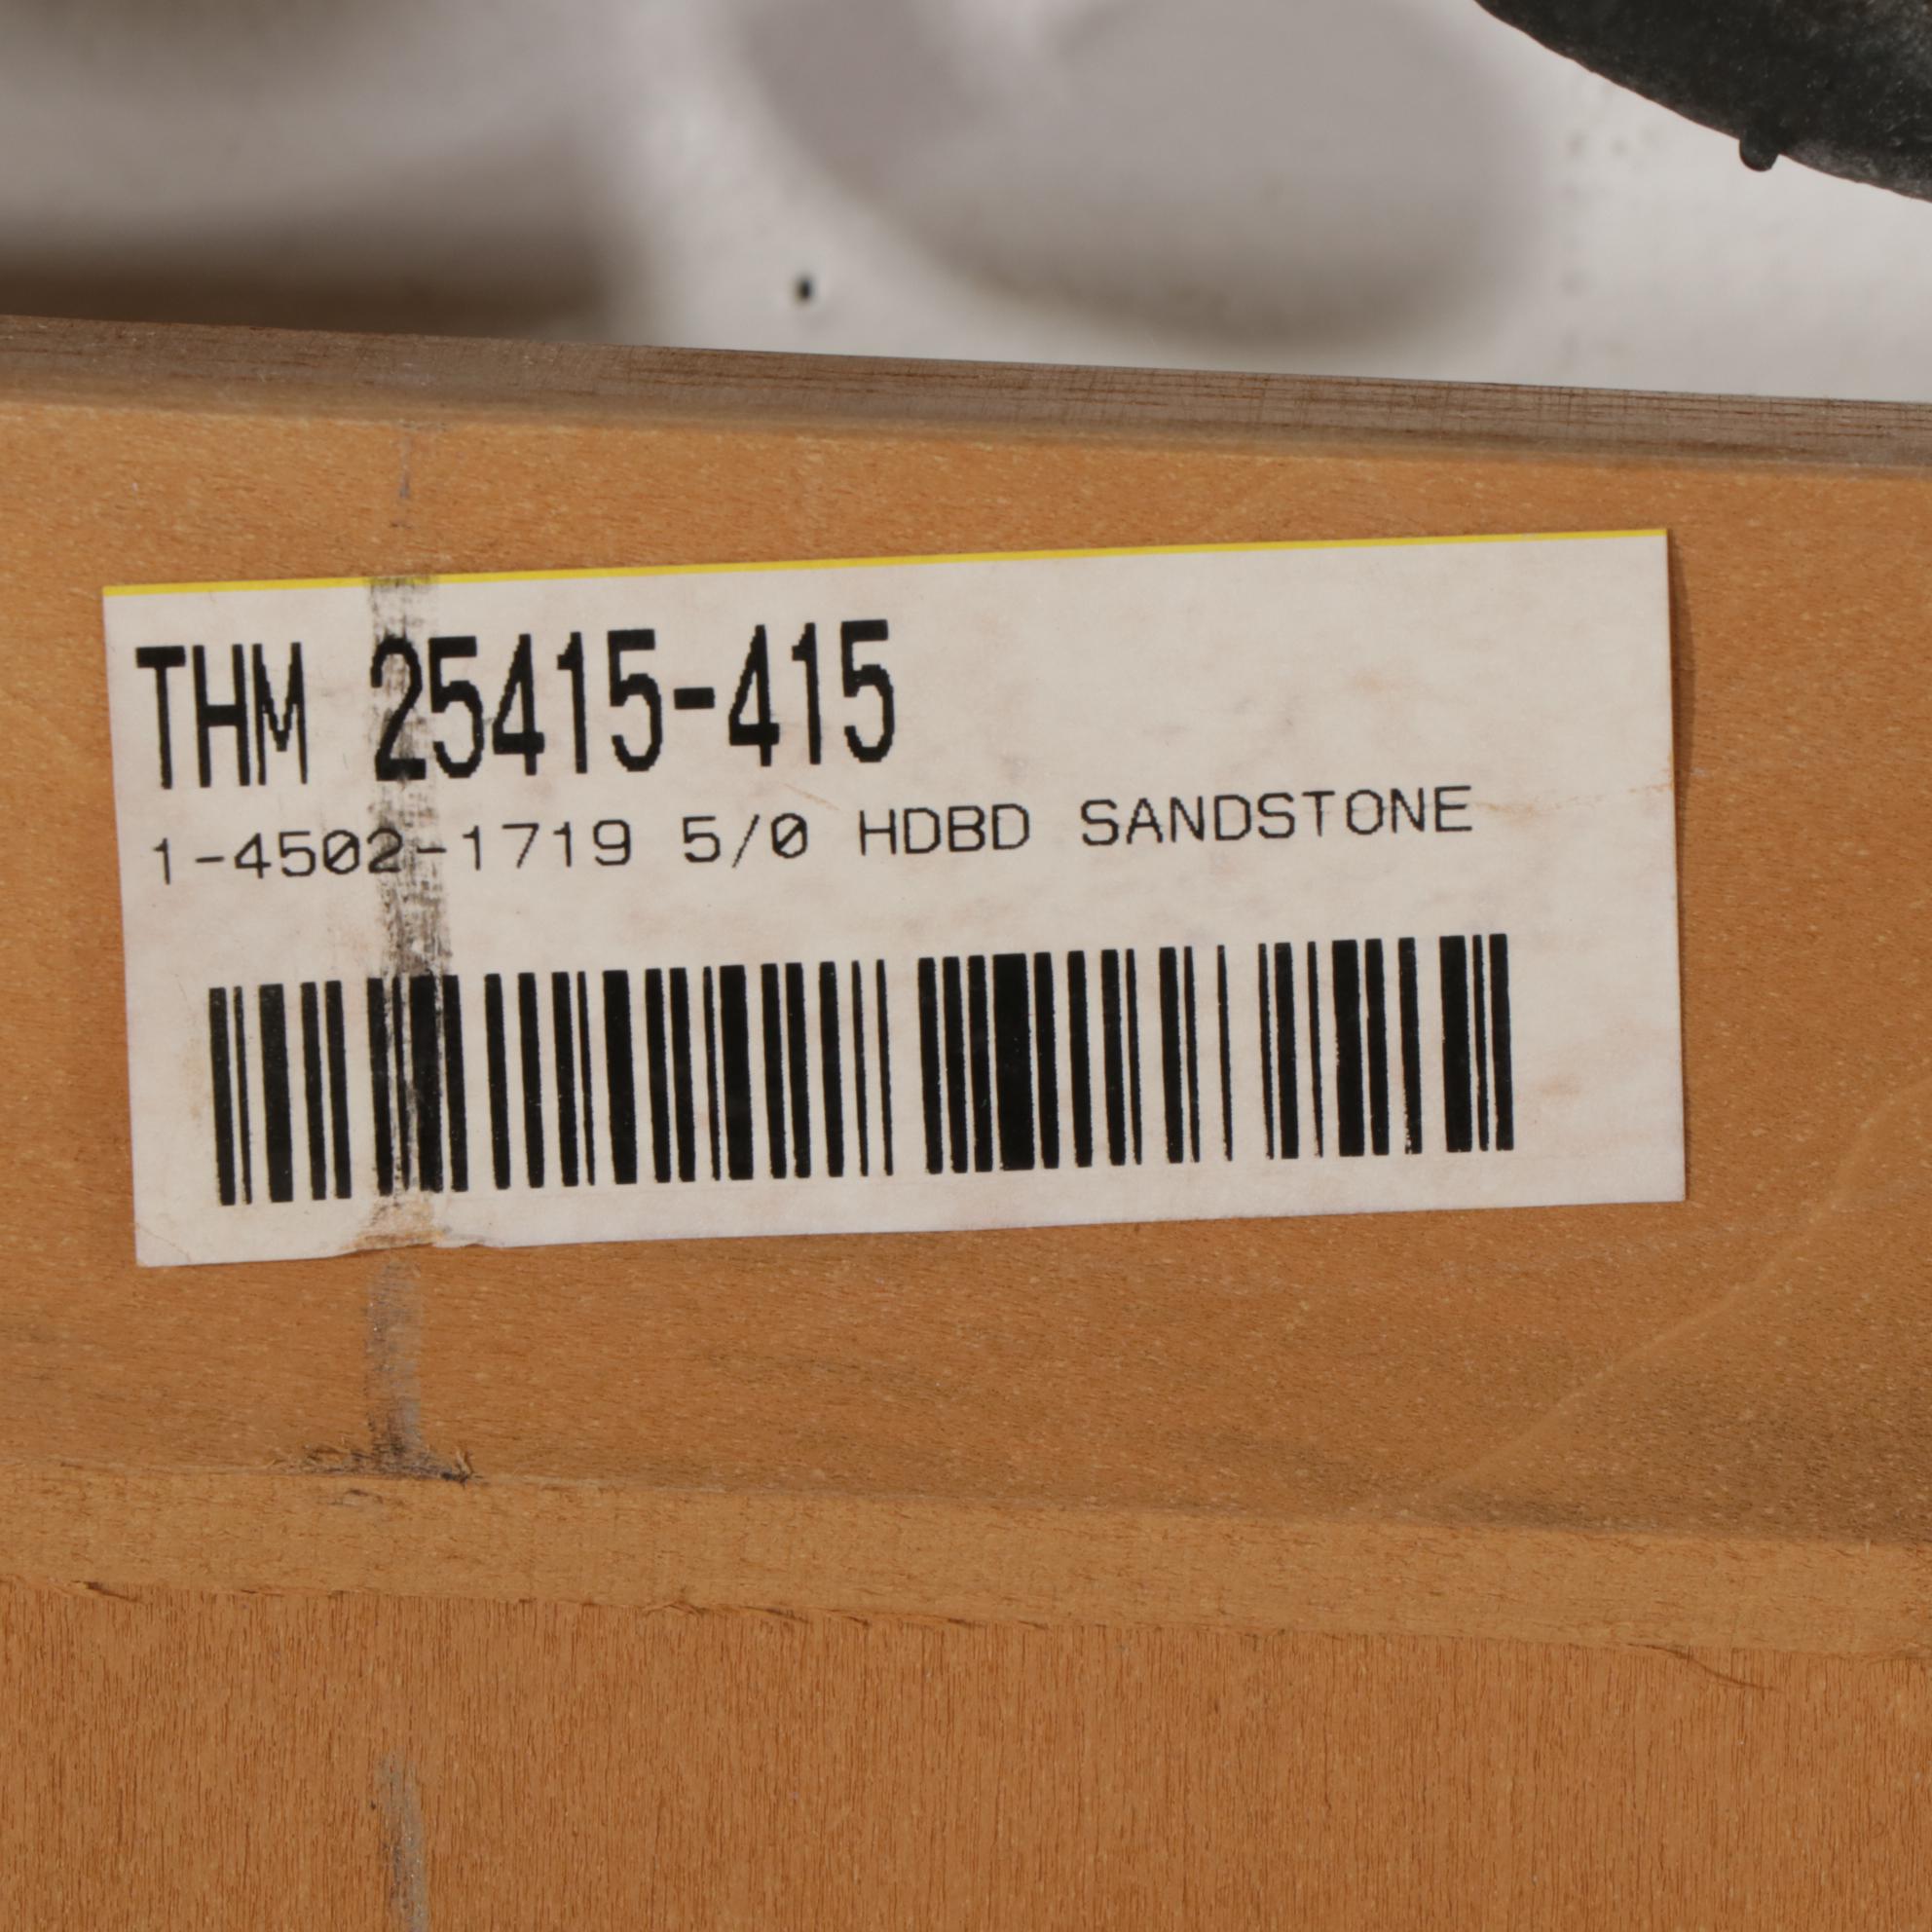 THM 25415-415
1-4502-1719 5/0 HDBD SANDSTONE